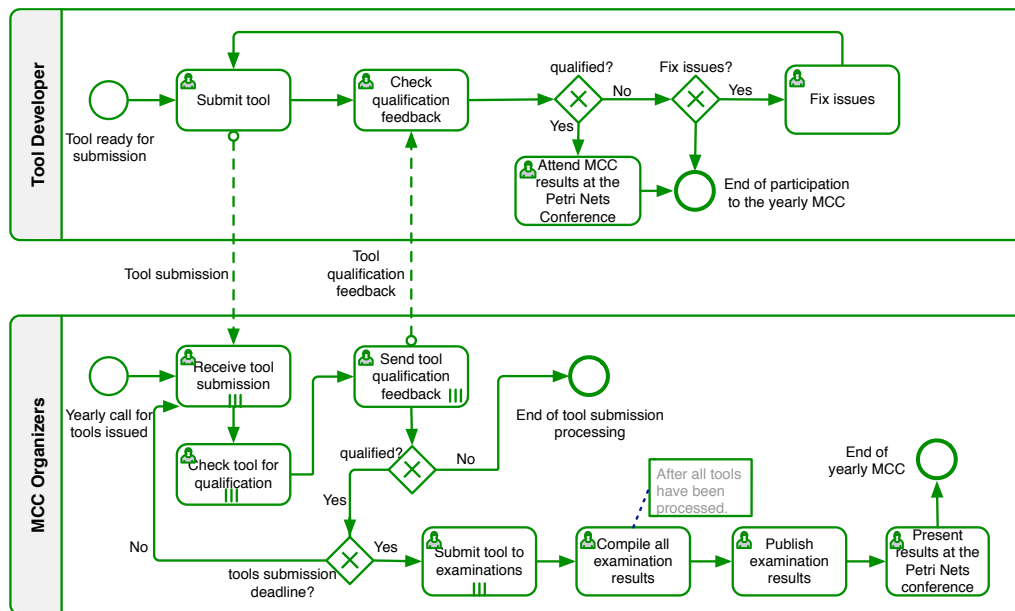 Tool Developer
Tool ready for
submission
Submit tool
Check
qualification
feedback
qualified?
No
Yes
Fix issues?
Yes
Fix issues
Attend MCC
results at the
Petri Nets
Conference
End of participation
to the yearly MCC
Tool submission
Tool
qualification
feedback
MCC Organizers
Yearly call for
tools issued
Receive tool
submission
Check tool for
qualification
Send tool
qualification
feedback
qualified?
No
Yes
End of tool submission
processing
No
tools submission
deadline?
Yes
Submit tool to
examinations
After all tools
have been
processed.
Compile all
examination
results
Publish
examination
results
Present
results at the
Petri Nets
conference
End of
yearly MCC